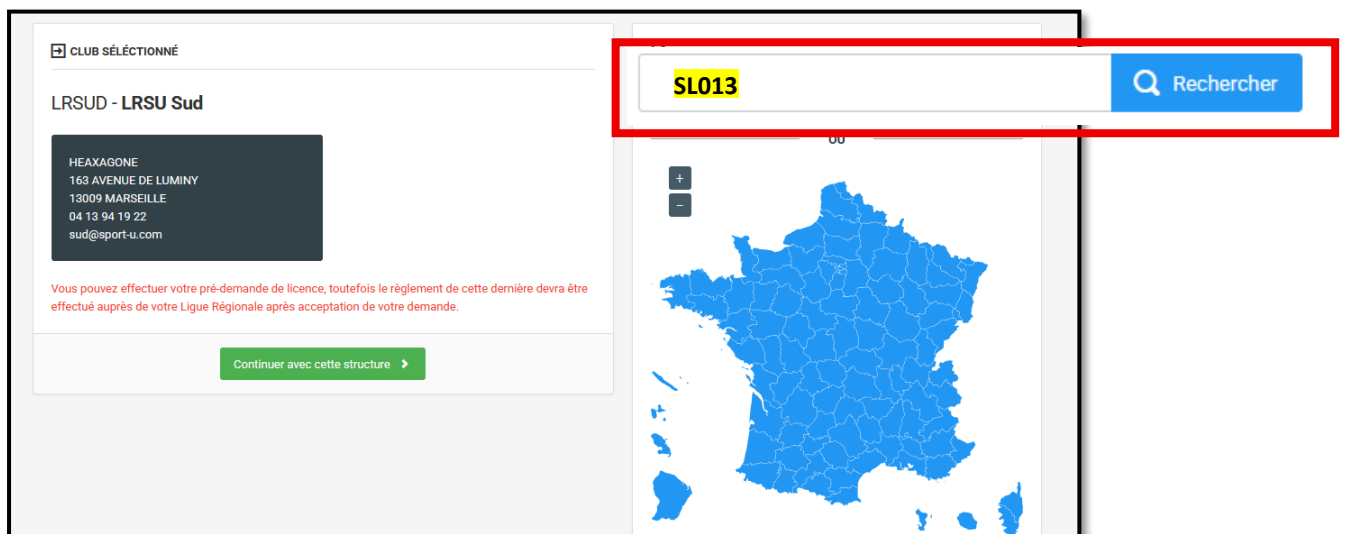 CLUB SÉLÉCTIONNÉ
LRSUD - LRSU Sud
HEAXAGONE
163 AVENUE DE LUMINY
13009 MARSEILLE
04 13 94 19 22
sud@sport-u.com
Vous pouvez effectuer votre pré-demande de licence, toutefois le règlement de cette dernière devra être
effectué auprès de votre Ligue Régionale après acceptation de votre demande.
Continuer avec cette structure
SL013
Rechercher
OU
+
-